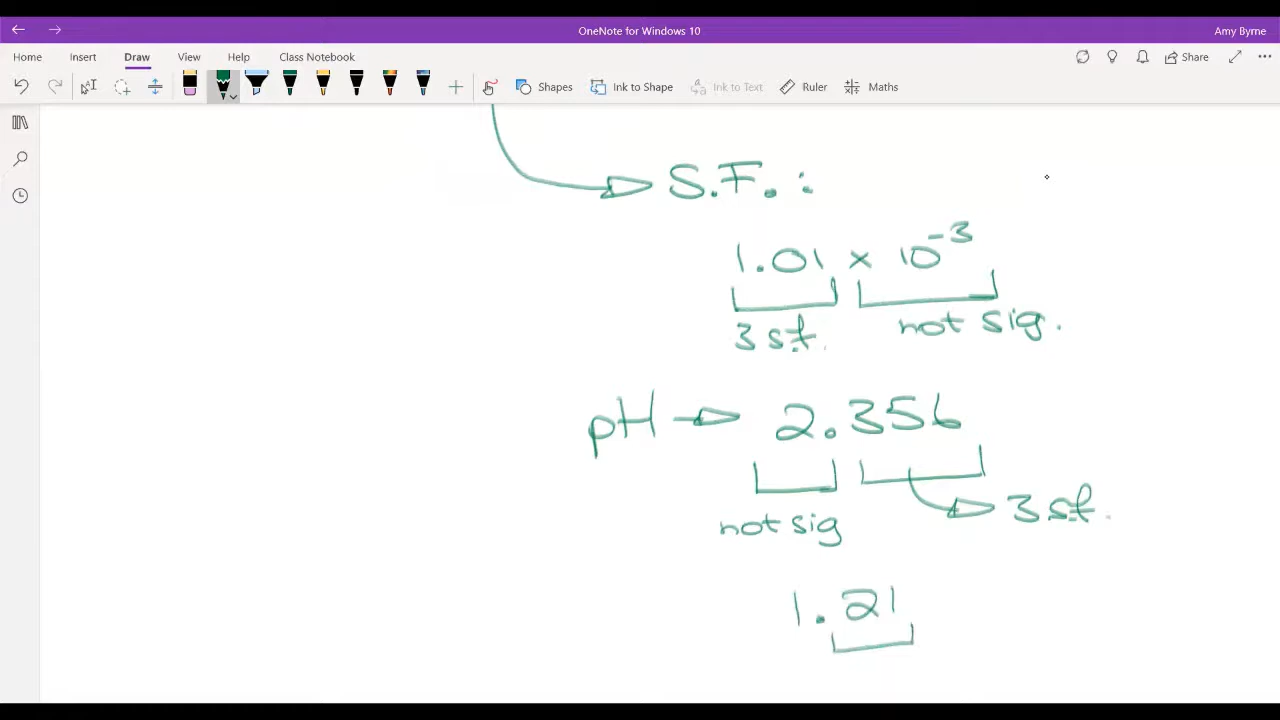 OneNote for Windows 10
Amy Byrne
Home Insert Draw View Help Class Notebook Share
Shapes Ink to Shape Ink to Text Ruler Maths
S.F. :
1.01 × 10⁻³
3 s.f. not sig.
pH → 2.356
not sig 3 s.f.
1.21